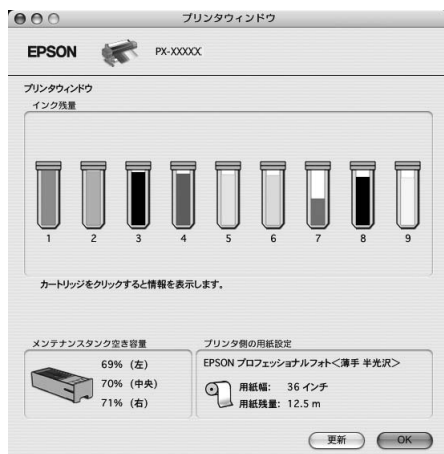 プリンタウィンドウ
EPSON PX-XXXXX
プリンタウィンドウ
インク残量
1 2 3 4 5 6 7 8 9
カートリッジをクリックすると情報を表示します。
メンテナンスタンク空き容量
69% (左)
70% (中央)
71% (右)
プリンタ側の用紙設定
EPSON プロフェッショナルフォト<薄手 半光沢>
用紙幅: 36 インチ
用紙残量: 12.5 m
更新 OK